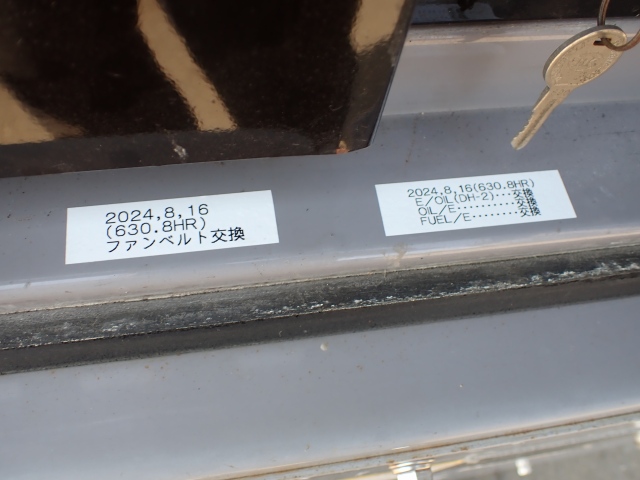 2024,8,16
(630.8HR)
ファンベルト交換
2024,8,16(630.8HR)
E/OIL(DH-2)･･･交換
OIL/E･････････交換
FUEL/E････････交換